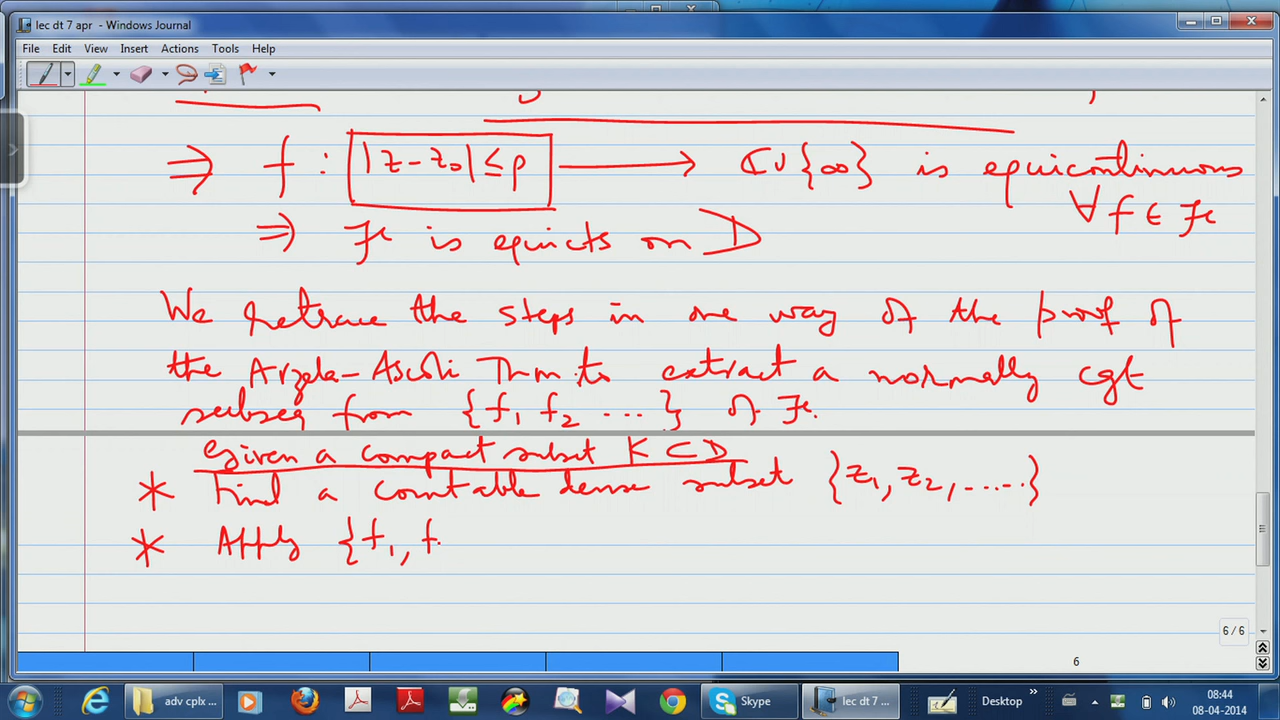 lec dt 7 apr - Windows Journal
File Edit View Insert Actions Tools Help
⇒ f : |z - z₀| ≤ ρ ⟶ ℂ ∪ {∞} is equicontinuous
∀ f ∈ ℱ
⇒ ℱ is equicts on D
We retrace the steps in one way of the proof of
the Arzela-Ascoli Thm to extract a normally cgt
subseq from {f₁ f₂ ...} of ℱ.
Given a compact subset K ⊂ D
* Find a countable dense subset {z₁, z₂, .....}
* Apply {f₁, f
6 / 6
6
adv cplx ...
Skype
lec dt 7 ...
Desktop
08:44
08-04-2014